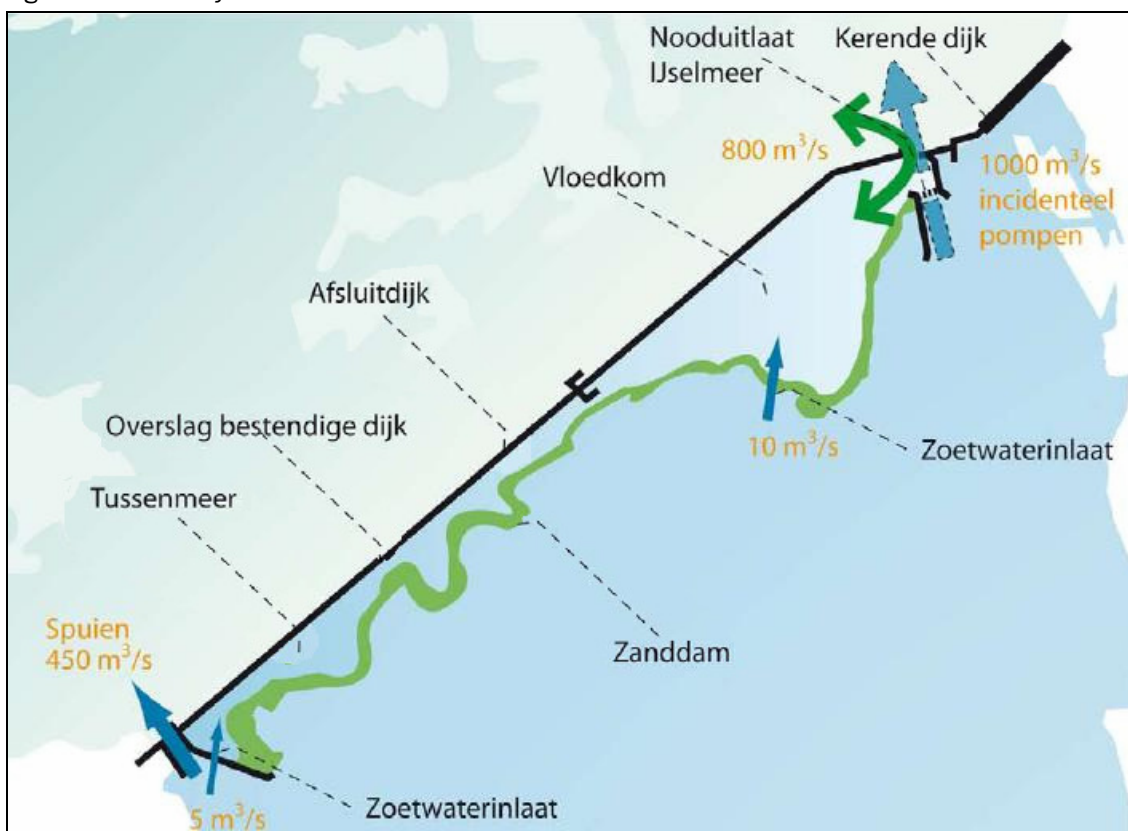 Nooduitlaat
IJselmeer
Kerende dijk
800 m³/s
1000 m³/s
incidenteel
pompen
Vloedkom
Afsluitdijk
Overslag bestendige dijk
10 m³/s
Zoetwaterinlaat
Tussenmeer
Spuien
450 m³/s
Zanddam
5 m³/s
Zoetwaterinlaat